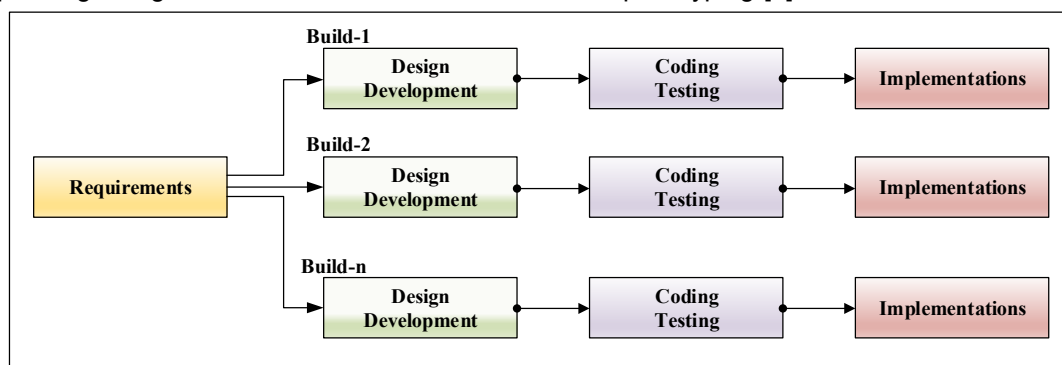 Build-1
Design
Development
Coding
Testing
Implementations
Build-2
Requirements
Design
Development
Coding
Testing
Implementations
Build-n
Design
Development
Coding
Testing
Implementations